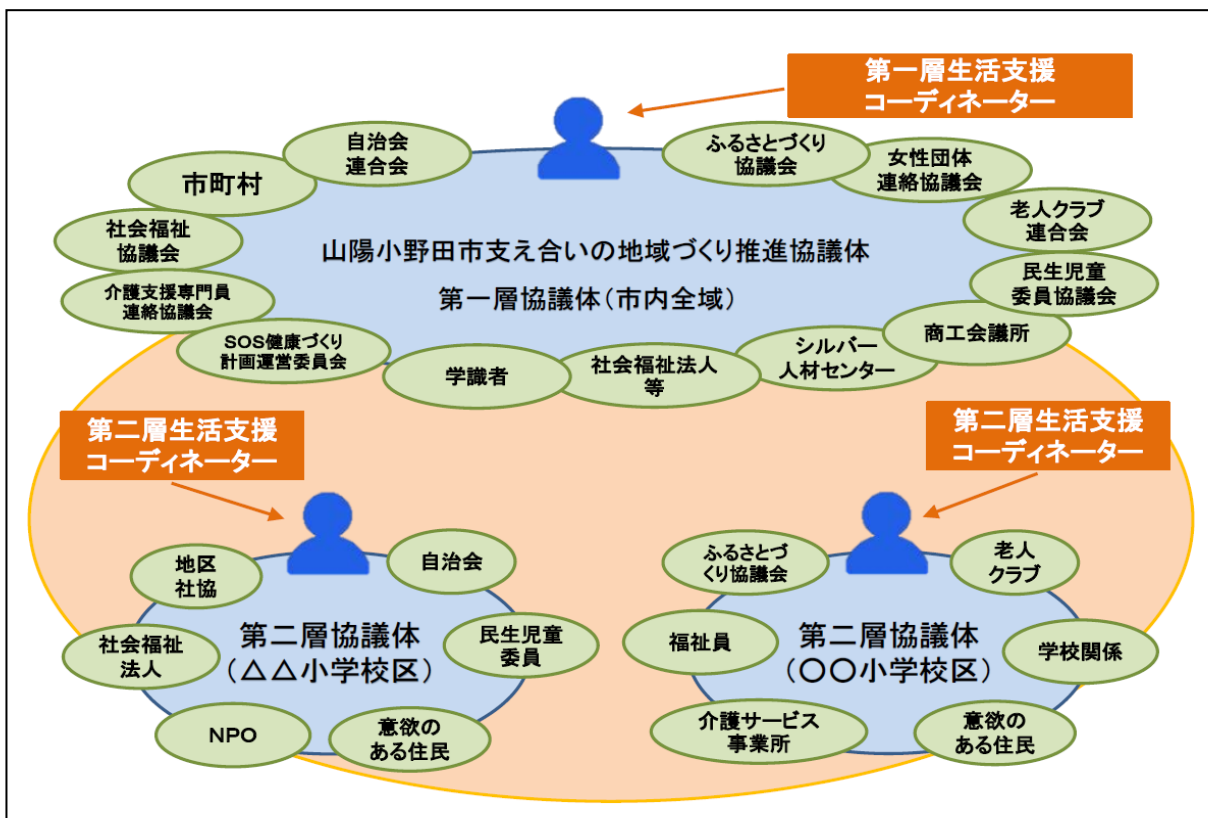 第一層生活支援
コーディネーター
自治会
連合会
ふるさとづくり
協議会
女性団体
連絡協議会
市町村
老人クラブ
連合会
社会福祉
協議会
山陽小野田市支え合いの地域づくり推進協議体
民生児童
委員協議会
介護支援専門員
連絡協議会
第一層協議体（市内全域）
商工会議所
SOS健康づくり
計画運営委員会
学識者
社会福祉法人
等
シルバー
人材センター
第二層生活支援
コーディネーター
第二層生活支援
コーディネーター
地区
社協
自治会
社会福祉
法人
第二層協議体
（△△小学校区）
民生児童
委員
NPO
意欲の
ある住民
ふるさとづ
くり協議会
老人
クラブ
福祉員
第二層協議体
（〇〇小学校区）
学校関係
介護サービス
事業所
意欲の
ある住民